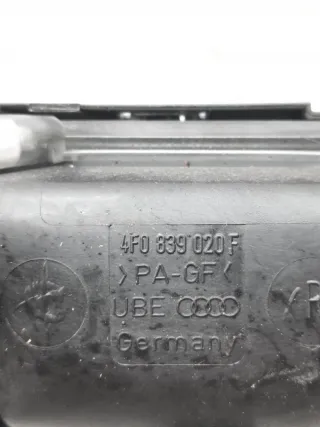 4F0 839 020 F
>PA-GF<
UBE
Germany